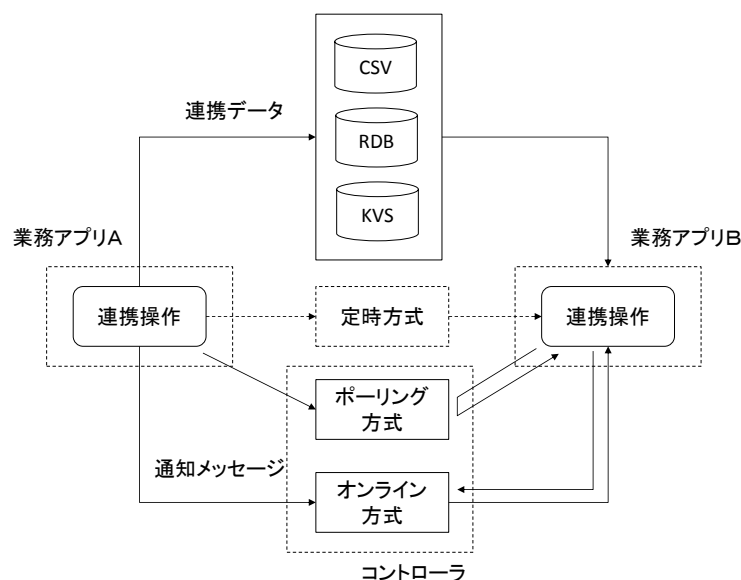 CSV
連携データ
RDB
KVS
業務アプリA
業務アプリB
連携操作
定時方式
連携操作
ポーリング
方式
通知メッセージ
オンライン
方式
コントローラ